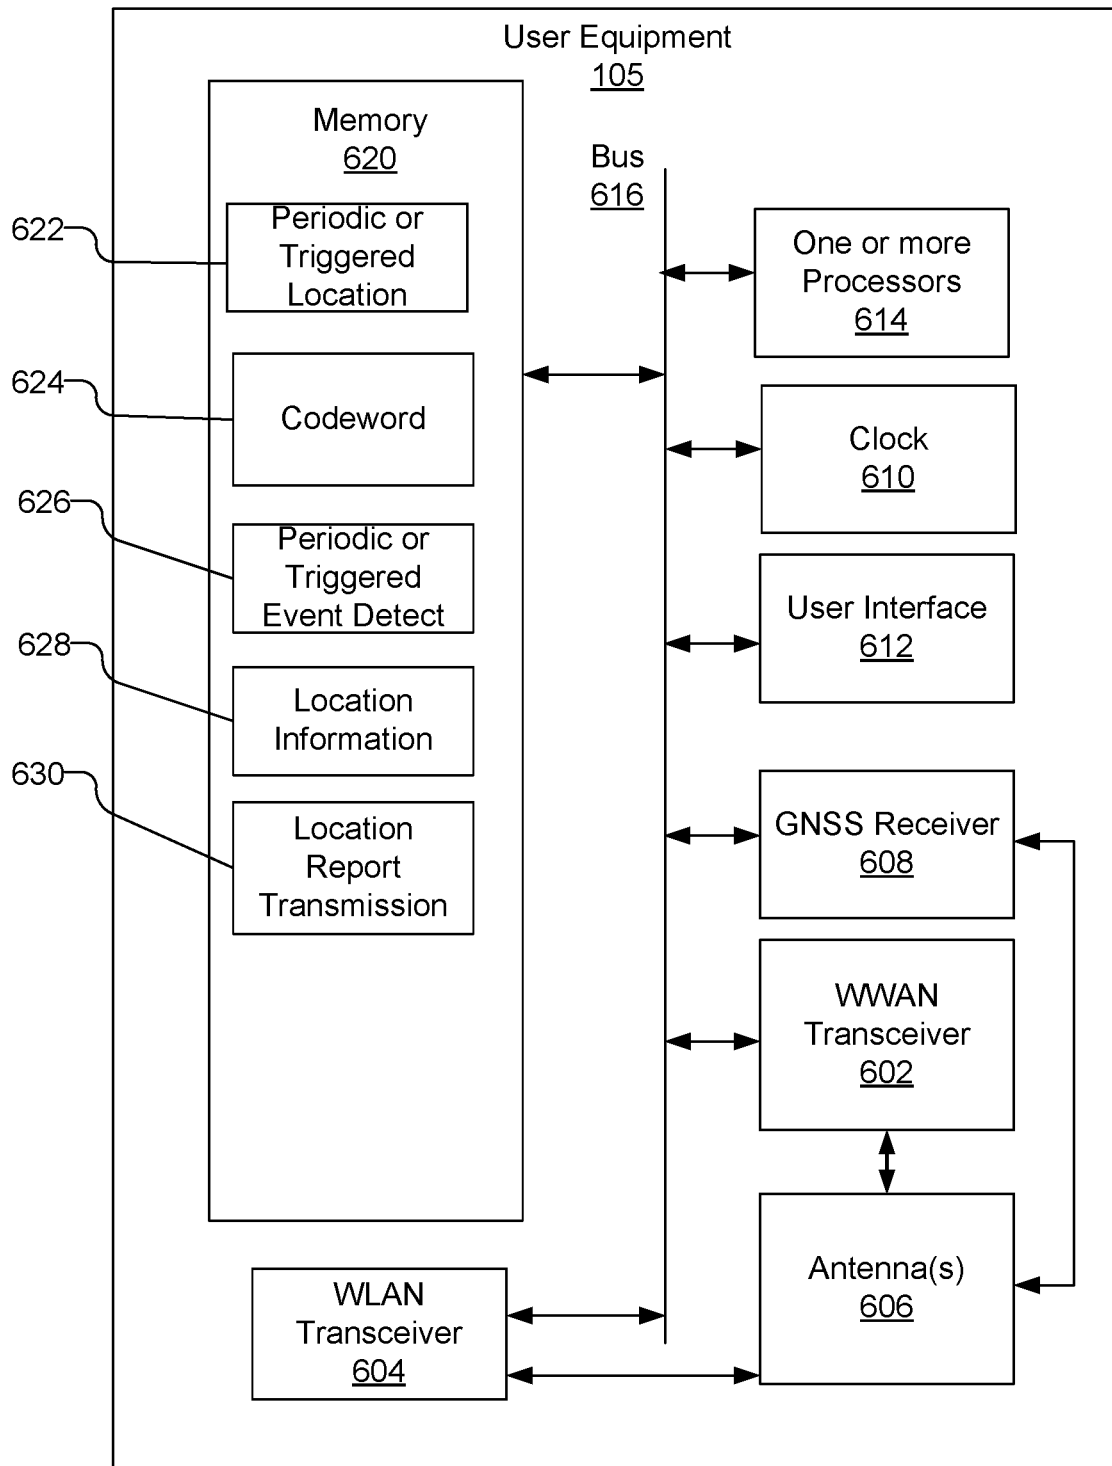 User Equipment
105
Memory
620
Bus
616
622
Periodic or
Triggered
Location
One or more
Processors
614
624
Codeword
Clock
610
626
Periodic or
Triggered
Event Detect
User Interface
612
628
Location
Information
630
Location
Report
Transmission
GNSS Receiver
608
WWAN
Transceiver
602
Antenna(s)
606
WLAN
Transceiver
604